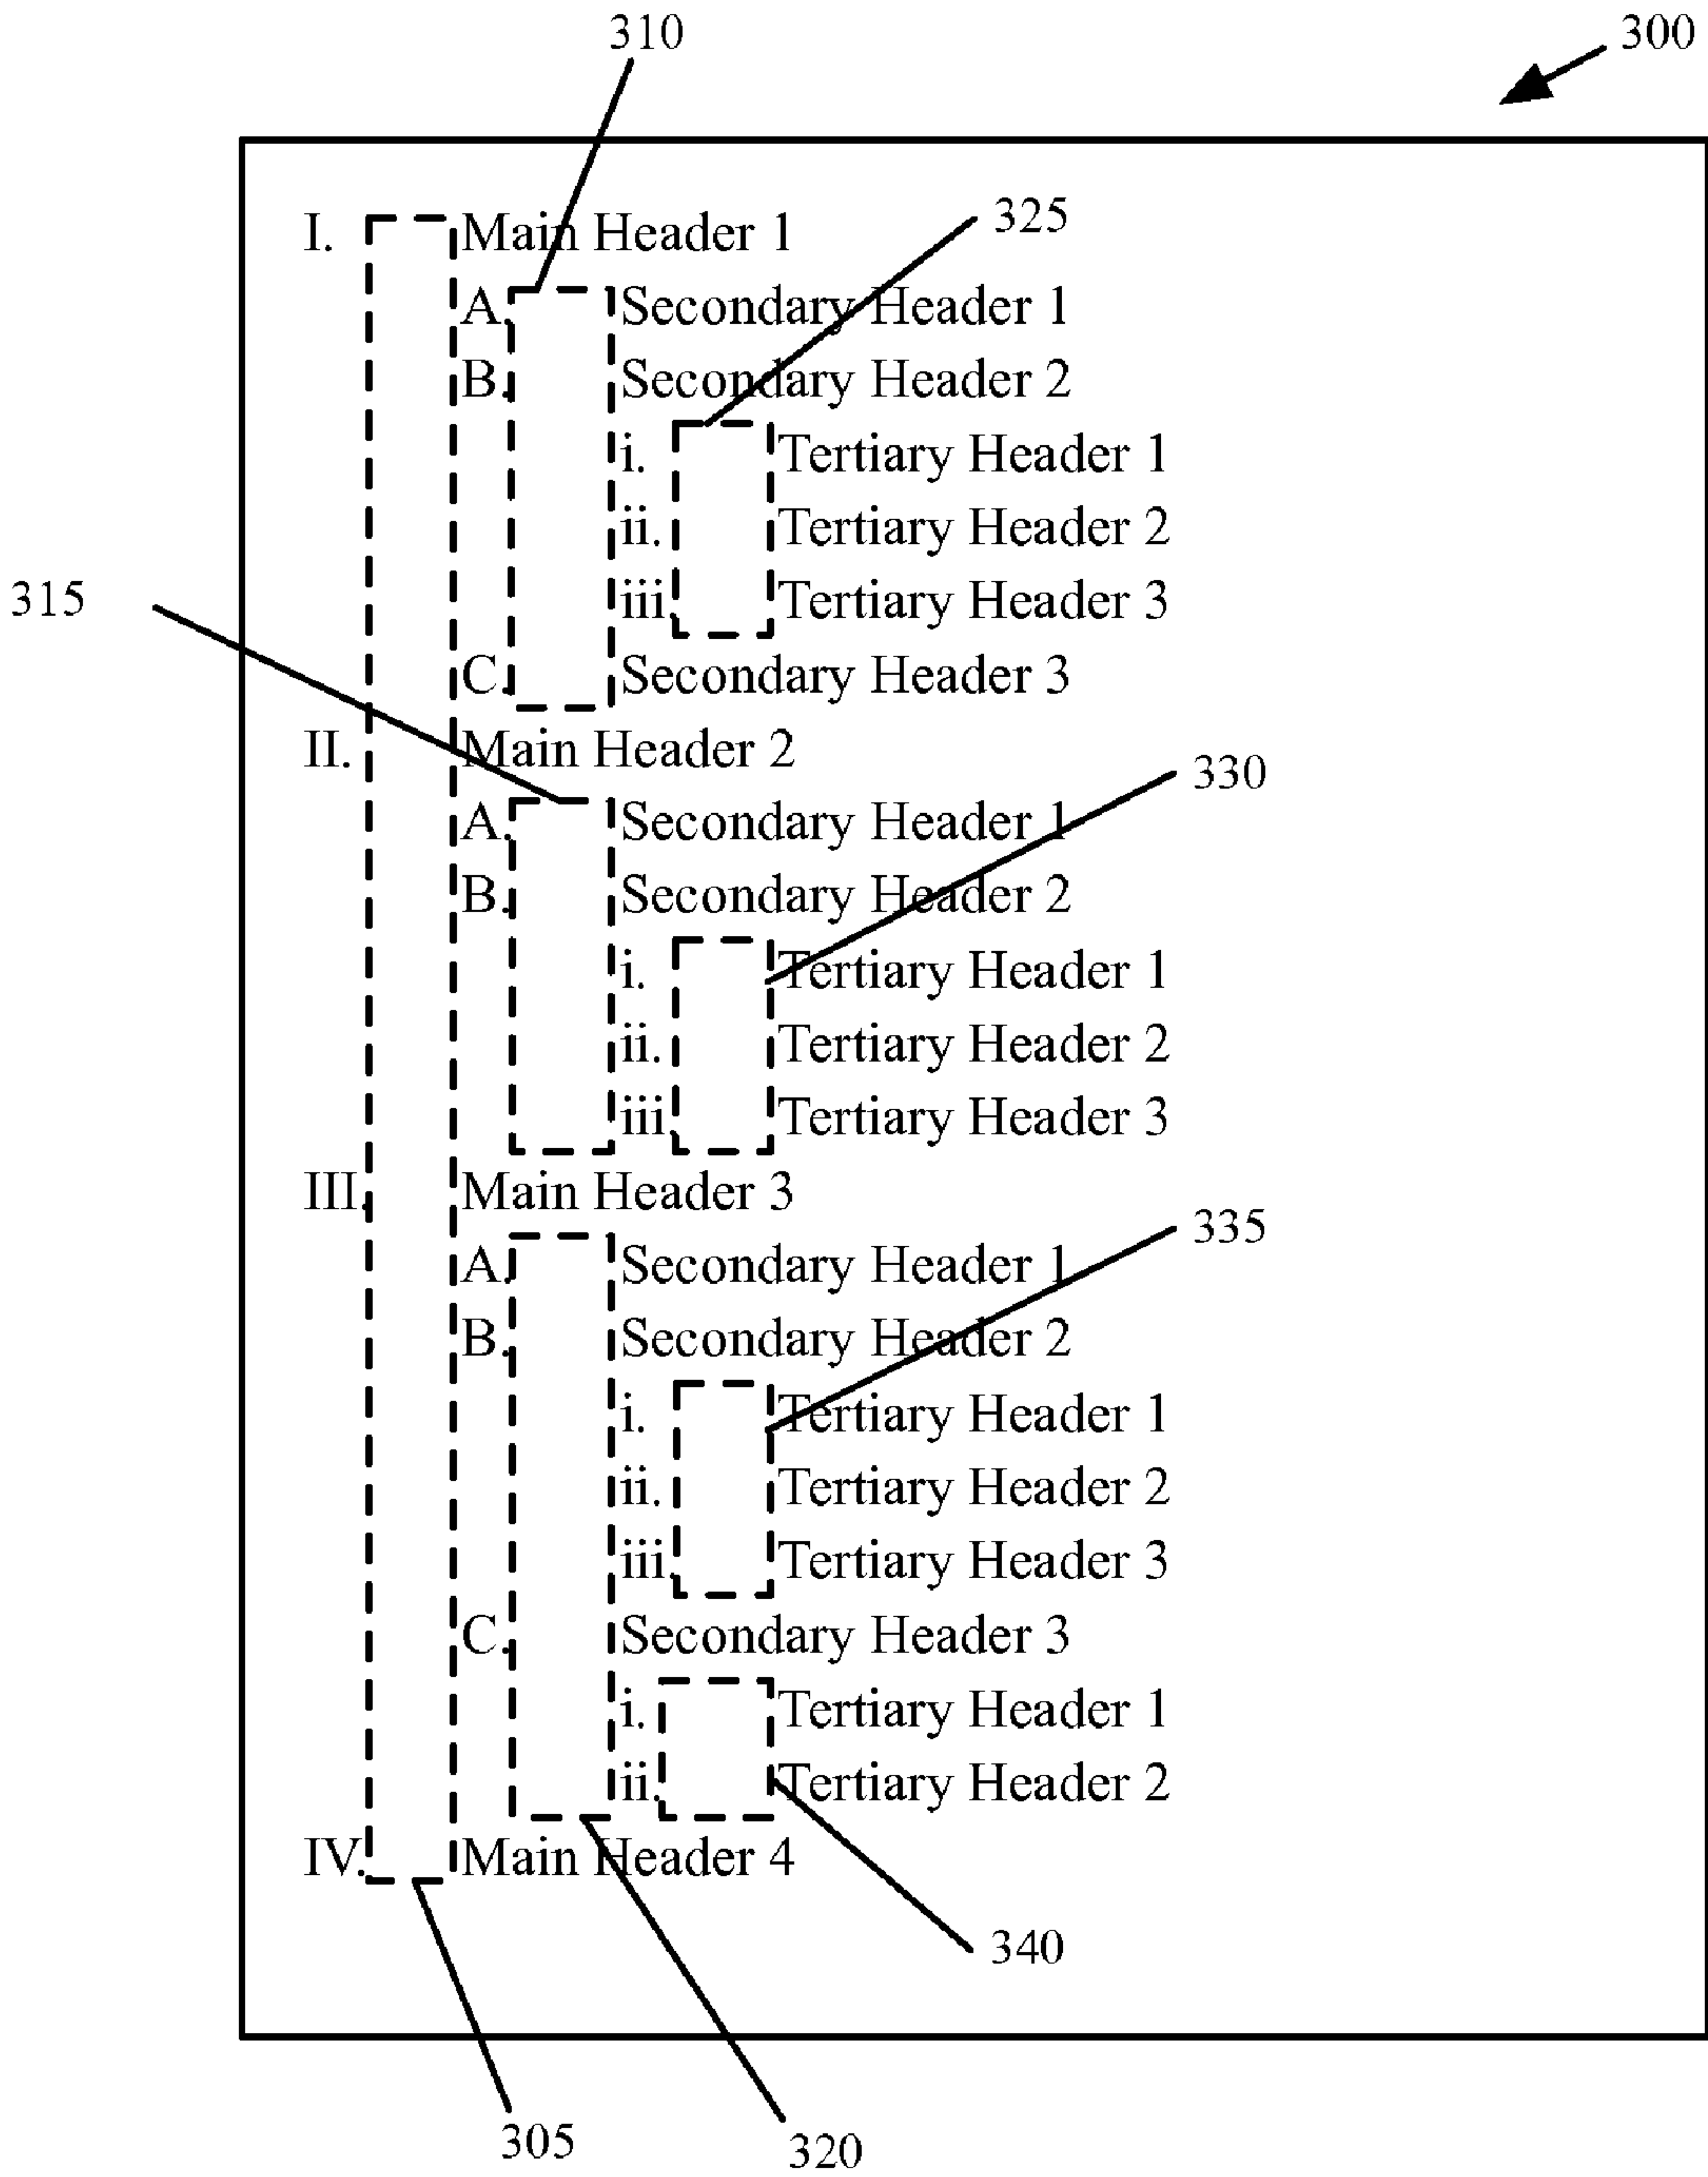 310
300
I. Main Header 1
325
A. Secondary Header 1
B. Secondary Header 2
i. Tertiary Header 1
ii. Tertiary Header 2
315
iii. Tertiary Header 3
C. Secondary Header 3
II. Main Header 2
330
A. Secondary Header 1
B. Secondary Header 2
i. Tertiary Header 1
ii. Tertiary Header 2
iii. Tertiary Header 3
III. Main Header 3
335
A. Secondary Header 1
B. Secondary Header 2
i. Tertiary Header 1
ii. Tertiary Header 2
iii. Tertiary Header 3
C. Secondary Header 3
i. Tertiary Header 1
ii. Tertiary Header 2
IV. Main Header 4
340
305
320